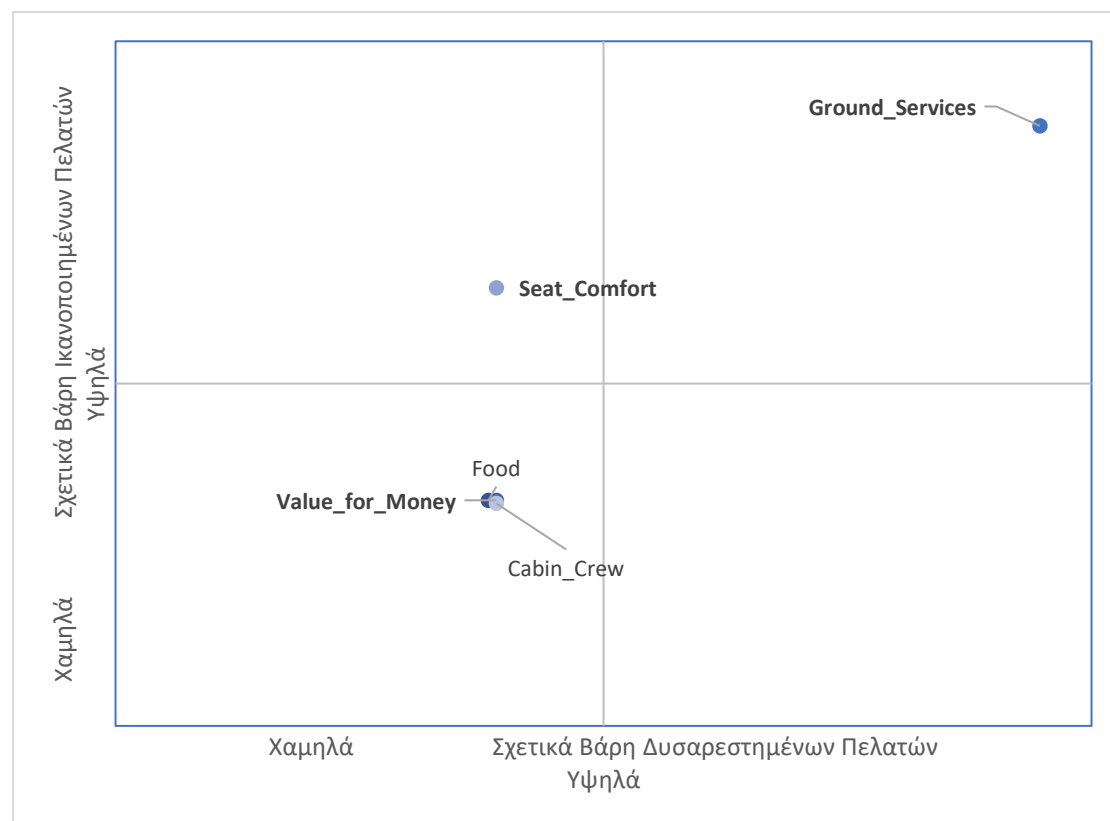 Ground_Services
Seat_Comfort
Food
Value_for_Money
Cabin_Crew
Σχετικά Βάρη Ικανοποιημένων Πελατών
Υψηλά
Χαμηλά
Χαμηλά
Σχετικά Βάρη Δυσαρεστημένων Πελατών
Υψηλά